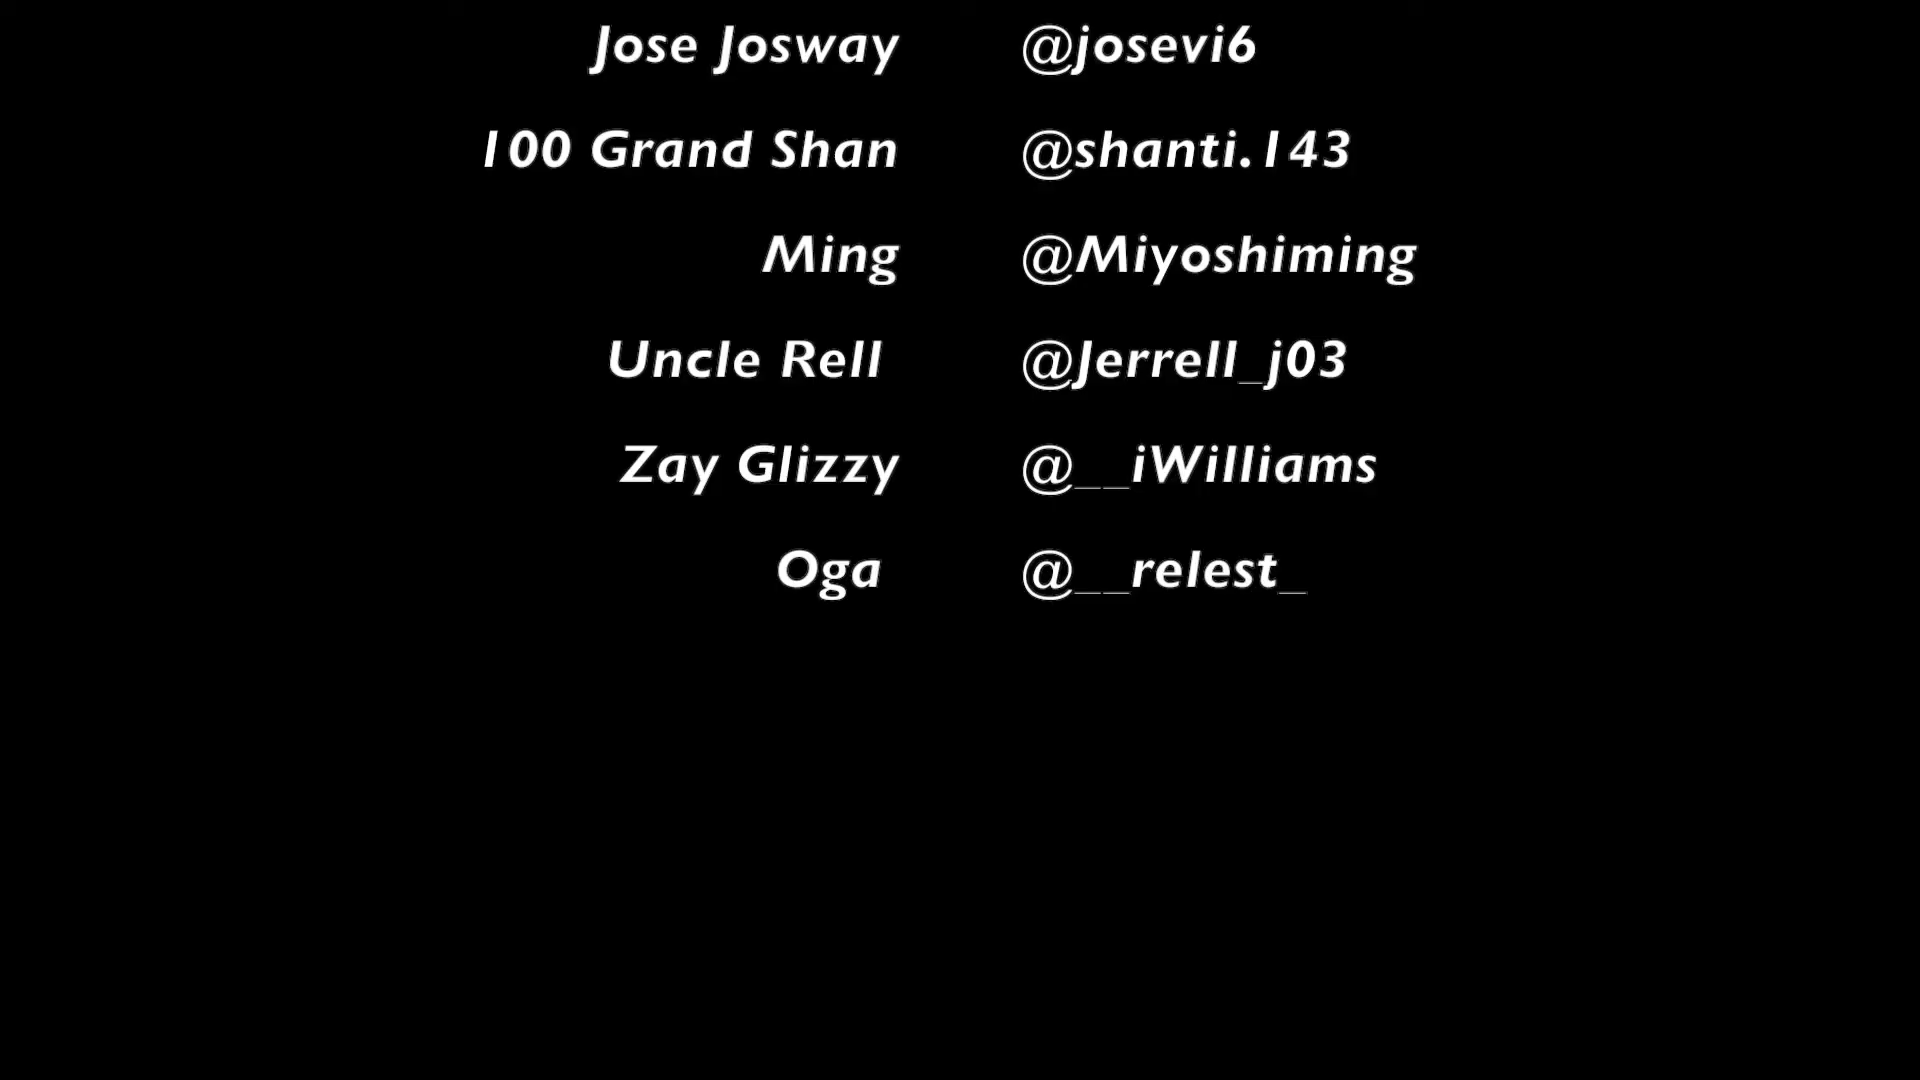 Jose Josway @josevi6
100 Grand Shan @shanti.143
Ming @Miyoshiming
Uncle Rell @Jerrell_j03
Zay Glizzy @__iWilliams
Oga @__relest_